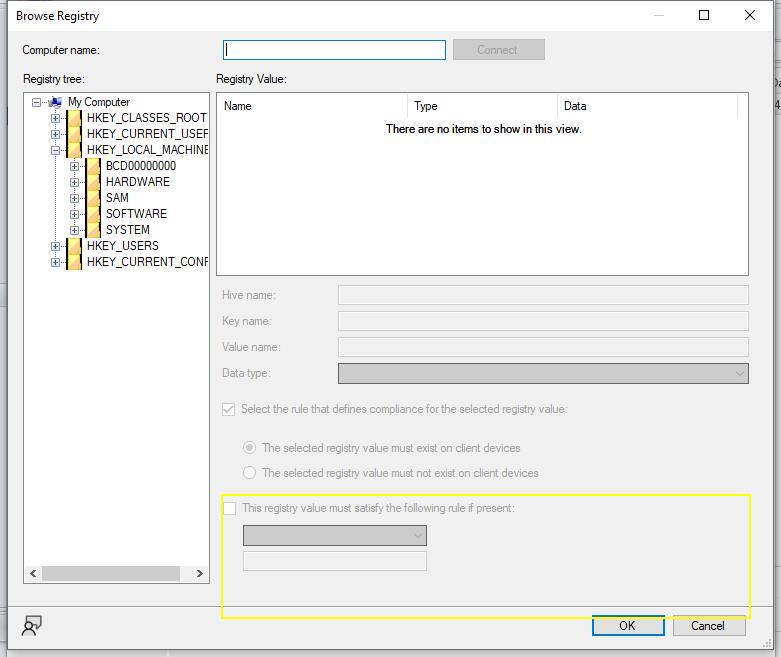 Browse Registry
Computer name:
Connect
Registry tree:
Registry Value:
My Computer
HKEY_CLASSES_ROOT
HKEY_CURRENT_USER
HKEY_LOCAL_MACHINE
BCD00000000
HARDWARE
SAM
SOFTWARE
SYSTEM
HKEY_USERS
HKEY_CURRENT_CONF
Name Type Data
There are no items to show in this view.
Hive name:
Key name:
Value name:
Data type:
Select the rule that defines compliance for the selected registry value:
The selected registry value must exist on client devices
The selected registry value must not exist on client devices
This registry value must satisfy the following rule if present:
OK Cancel